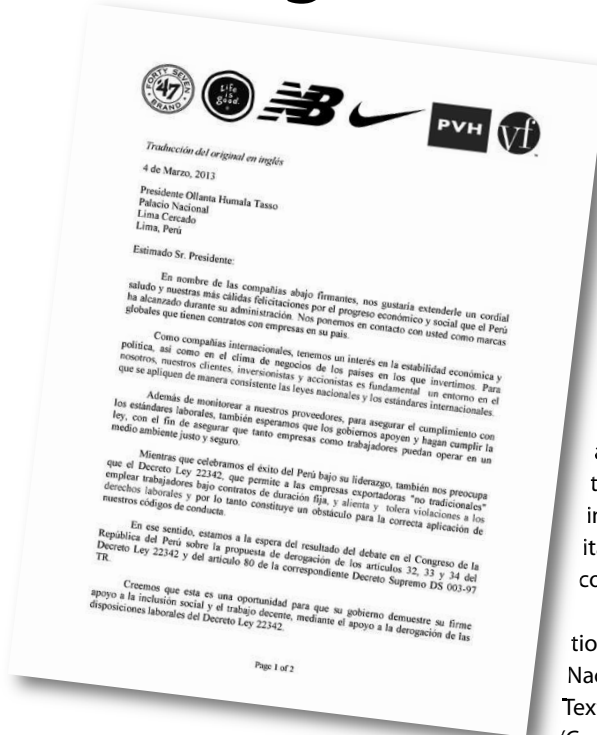 FORTY SEVEN
'47
BRAND
Life
is
good.
NB
PVH
vf
Traducción del original en inglés
4 de Marzo, 2013
Presidente Ollanta Humala Tasso
Palacio Nacional
Lima Cercado
Lima, Perú
Estimado Sr. Presidente:
En nombre de las compañías abajo firmantes, nos gustaría extenderle un cordial
saludo y nuestras más cálidas felicitaciones por el progreso económico y social que el Perú
ha alcanzado durante su administración. Nos ponemos en contacto con usted como marcas
globales que tienen contratos con empresas en su país.
Como compañías internacionales, tenemos un interés en la estabilidad económica y
política, así como en el clima de negocios de los países en los que invertimos. Para
nosotros, nuestros clientes, inversionistas y accionistas es fundamental un entorno en el
que se apliquen de manera consistente las leyes nacionales y los estándares internacionales.
Además de monitorear a nuestros proveedores, para asegurar el cumplimiento con
los estándares laborales, también esperamos que los gobiernos apoyen y hagan cumplir la
ley, con el fin de asegurar que tanto empresas como trabajadores puedan operar en un
medio ambiente justo y seguro.
Mientras que celebramos el éxito del Perú bajo su liderazgo, también nos preocupa
que el Decreto Ley 22342, que permite a las empresas exportadoras "no tradicionales"
emplear trabajadores bajo contratos de duración fija, y alienta y tolera violaciones a los
derechos laborales y por lo tanto constituye un obstáculo para la correcta aplicación de
nuestros códigos de conducta.
En ese sentido, estamos a la espera del resultado del debate en el Congreso de la
República del Perú sobre la propuesta de derogación de los artículos 32, 33 y 34 del
Decreto Ley 22342 y del artículo 80 de la correspondiente Decreto Supremo DS 003-97
TR.
Creemos que esta es una oportunidad para que su gobierno demuestre su firme
apoyo a la inclusión social y el trabajo decente, mediante el apoyo a la derogación de las
disposiciones laborales del Decreto Ley 22342.
Page 1 of 2